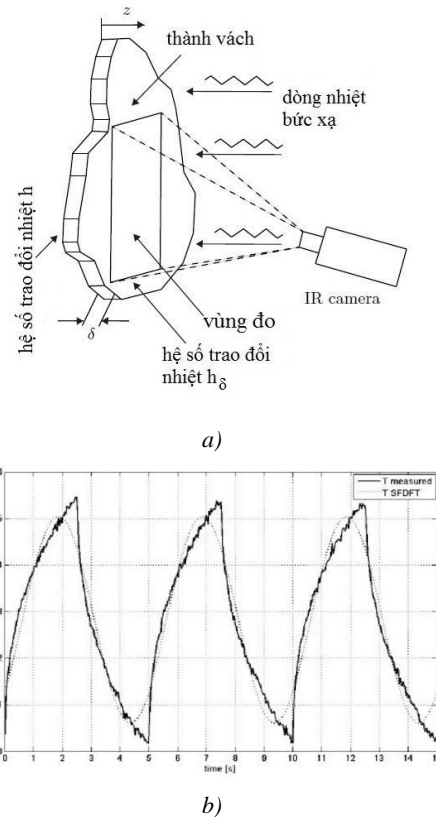 z
thành vách
dòng nhiệt
bức xạ
hệ số trao đổi nhiệt h
IR camera
δ
vùng đo
hệ số trao đổi
nhiệt hδ
a)
T measured
T SFDFT
0 1 2 3 4 5 6 7 8 9 10 11 12 13 14 15
time [s]
b)